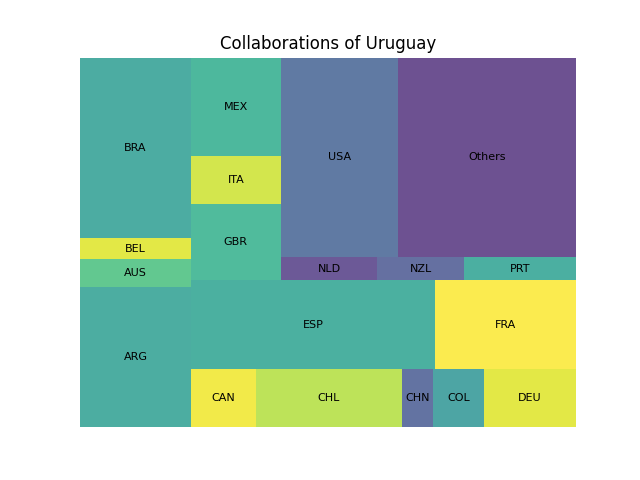 Collaborations of Uruguay
BRA
MEX
USA
Others
ITA
GBR
BEL
AUS
NLD
NZL
PRT
ARG
ESP
FRA
CAN
CHL
CHN
COL
DEU